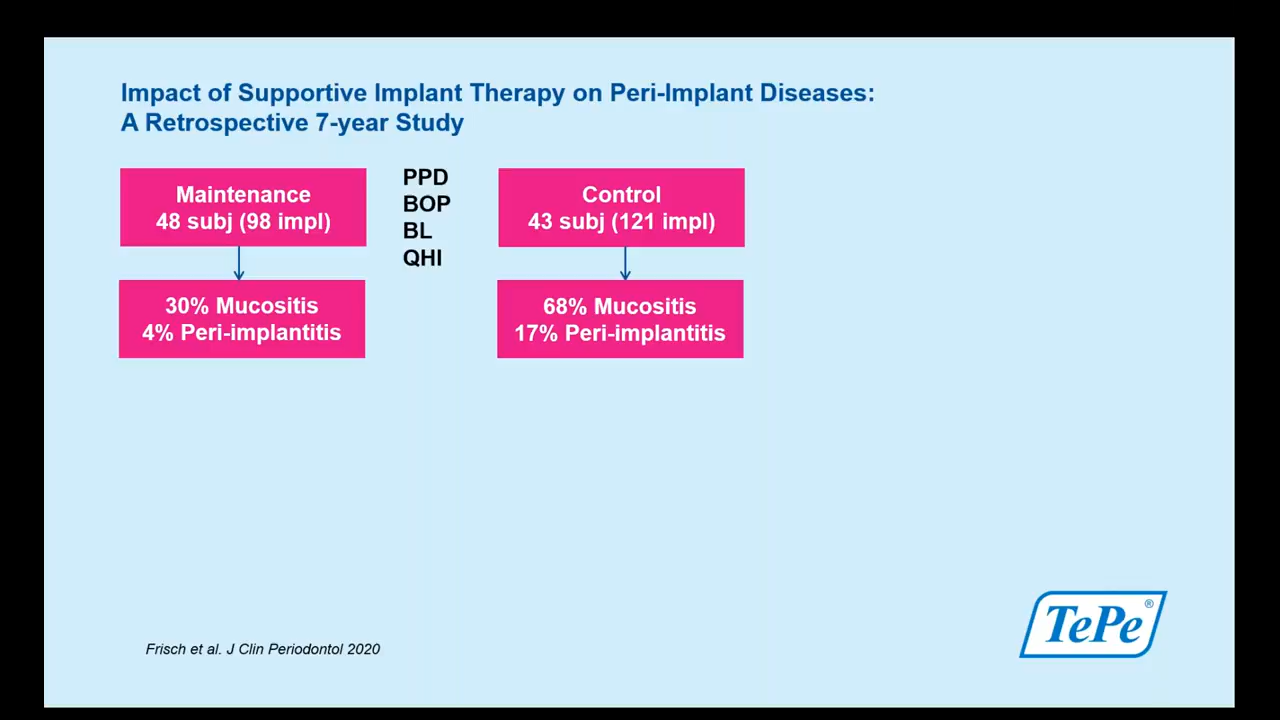 Impact of Supportive Implant Therapy on Peri-Implant Diseases:
A Retrospective 7-year Study
Maintenance
48 subj (98 impl)
PPD
BOP
BL
QHI
Control
43 subj (121 impl)
30% Mucositis
4% Peri-implantitis
68% Mucositis
17% Peri-implantitis
Frisch et al. J Clin Periodontol 2020
TePe®